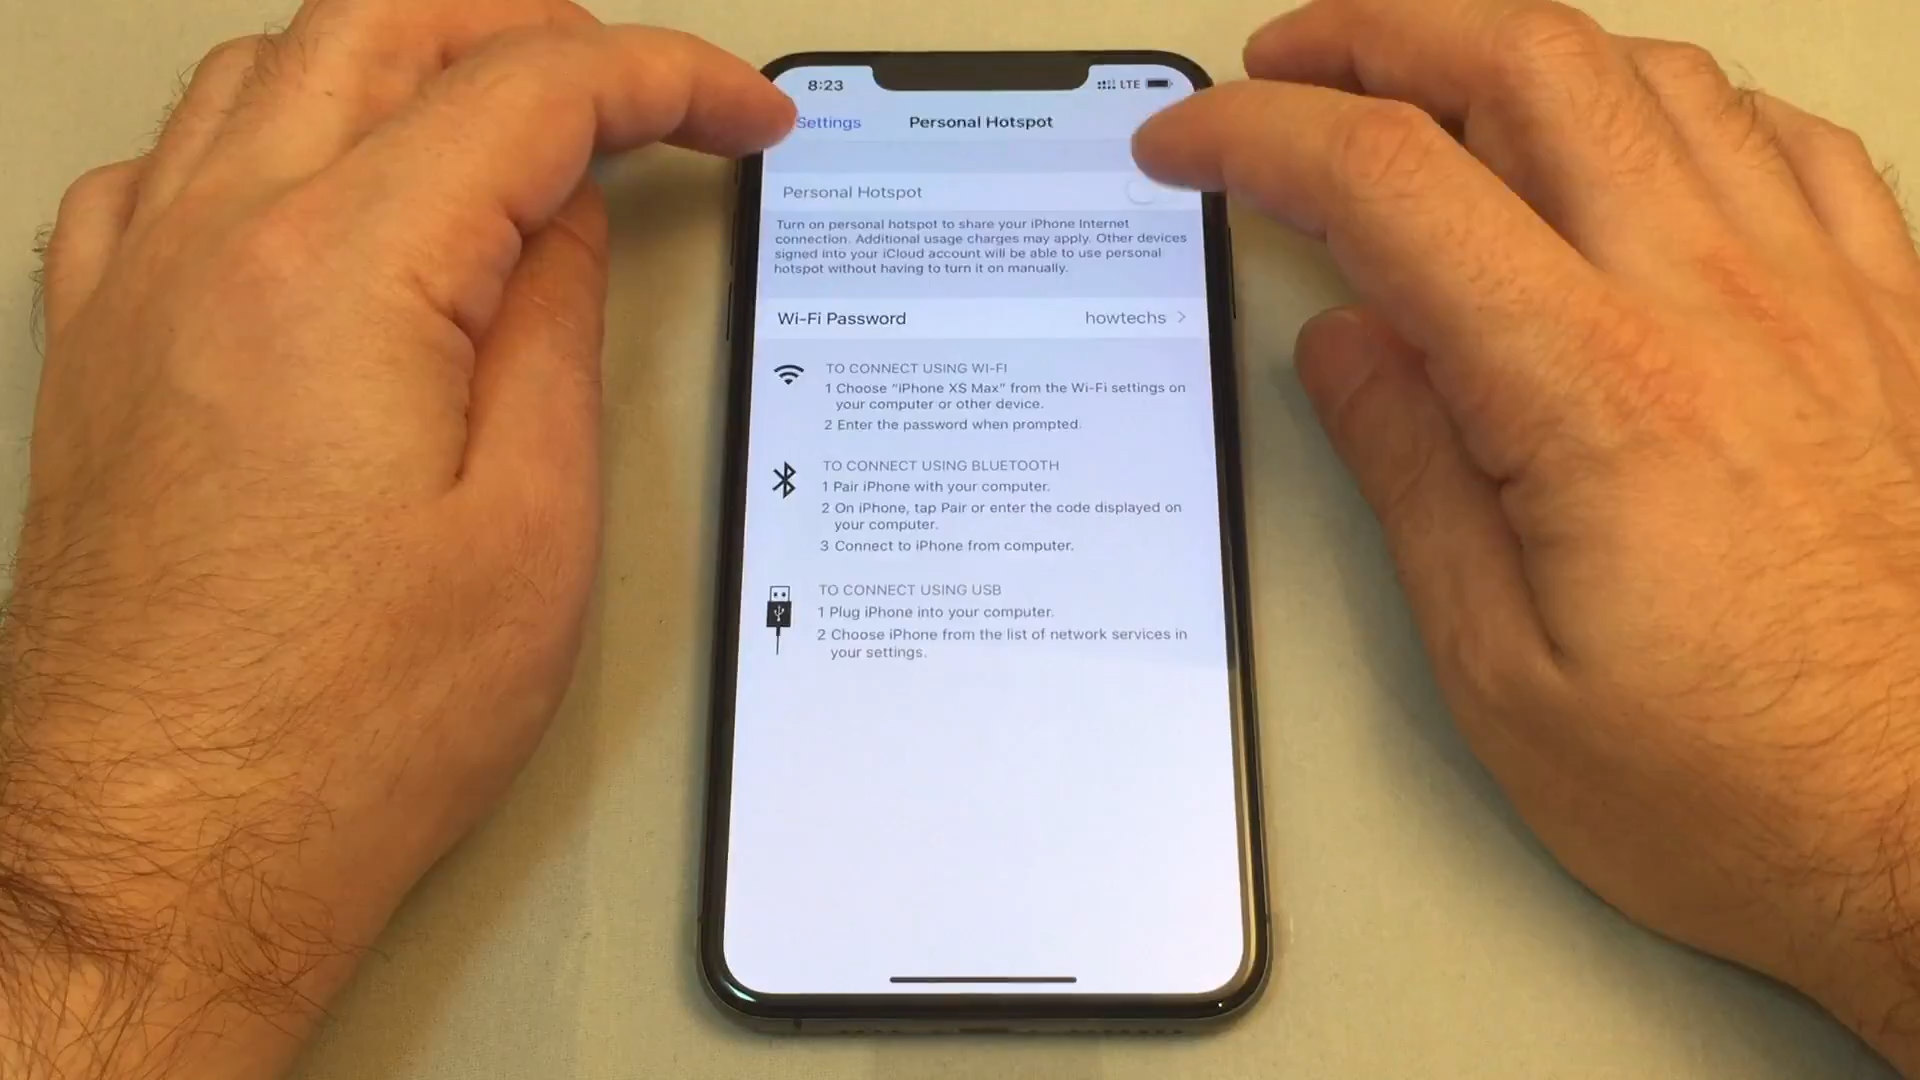 8:23
LTE
Settings
Personal Hotspot
Personal Hotspot
Turn on personal hotspot to share your iPhone Internet
connection. Additional usage charges may apply. Other devices
signed into your iCloud account will be able to use personal
hotspot without having to turn it on manually.
Wi-Fi Password howtechs
TO CONNECT USING WI-FI
1 Choose “iPhone XS Max” from the Wi-Fi settings on
your computer or other device.
2 Enter the password when prompted.
TO CONNECT USING BLUETOOTH
1 Pair iPhone with your computer.
2 On iPhone, tap Pair or enter the code displayed on
your computer.
3 Connect to iPhone from computer.
TO CONNECT USING USB
1 Plug iPhone into your computer.
2 Choose iPhone from the list of network services in
your settings.